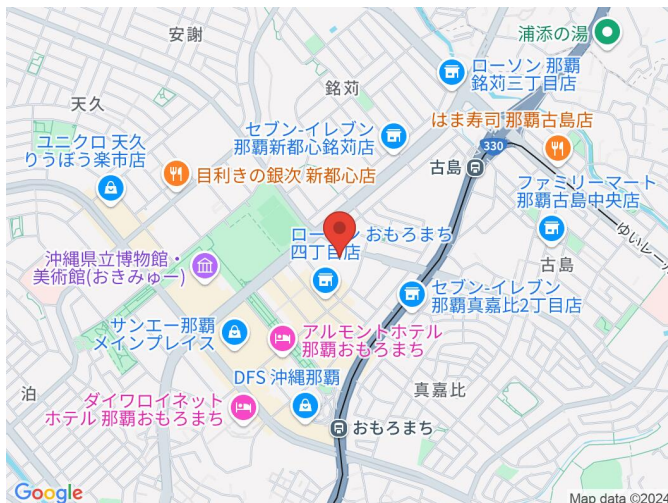 安謝
浦添の湯
ローソン 那覇
銘苅三丁目店
銘苅
天久
セブン-イレブン
那覇新都心銘苅店
はま寿司 那覇古島店
ユニクロ 天久
りうぼう楽市店
330
古島
目利きの銀次 新都心店
ファミリーマート
那覇古島中央店
ゆいレール
ローソン おもろまち
四丁目店
沖縄県立博物館・
美術館(おきみゅー)
古島
セブン-イレブン
那覇真嘉比2丁目店
サンエー那覇
メインプレイス
アルモントホテル
那覇おもろまち
泊
DFS 沖縄那覇
真嘉比
ダイワロイネット
ホテル 那覇おもろまち
おもろまち
Google
Map data ©2024